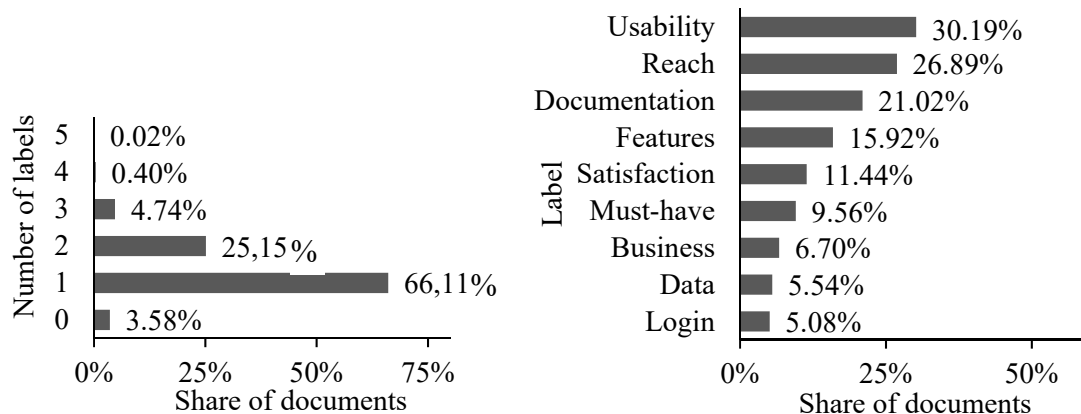 Number of labels
5 0.02%
4 0.40%
3 4.74%
2 25,15%
1 66,11%
0 3.58%
0% 25% 50% 75%
Share of documents
Label
Usability 30.19%
Reach 26.89%
Documentation 21.02%
Features 15.92%
Satisfaction 11.44%
Must-have 9.56%
Business 6.70%
Data 5.54%
Login 5.08%
0% 25% 50%
Share of documents